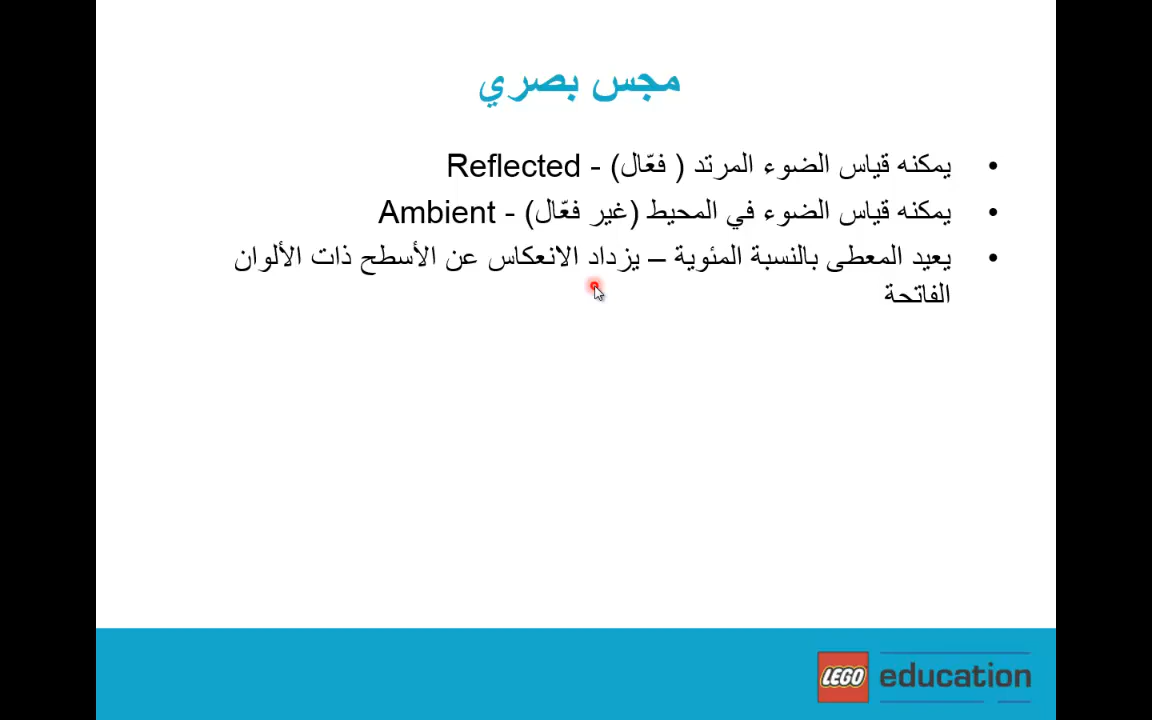 مجس بصري
• يمكنه قياس الضوء المرتد ( فعّال) - Reflected
• يمكنه قياس الضوء في المحيط (غير فعّال) - Ambient
• يعيد المعطى بالنسبة المئوية – يزداد الانعكاس عن الأسطح ذات الألوان
الفاتحة
LEGO education